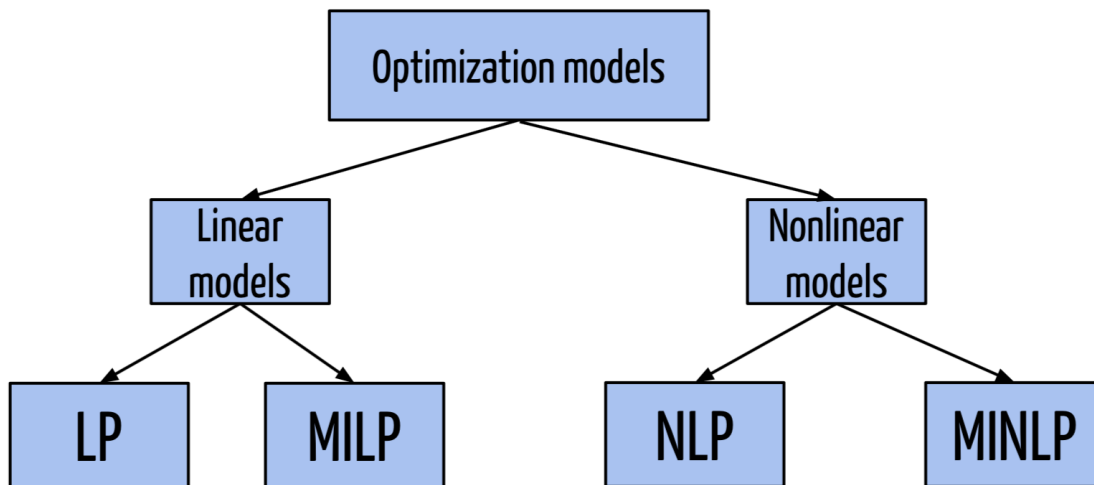 Optimization models
Linear
models
Nonlinear
models
LP
MILP
NLP
MINLP